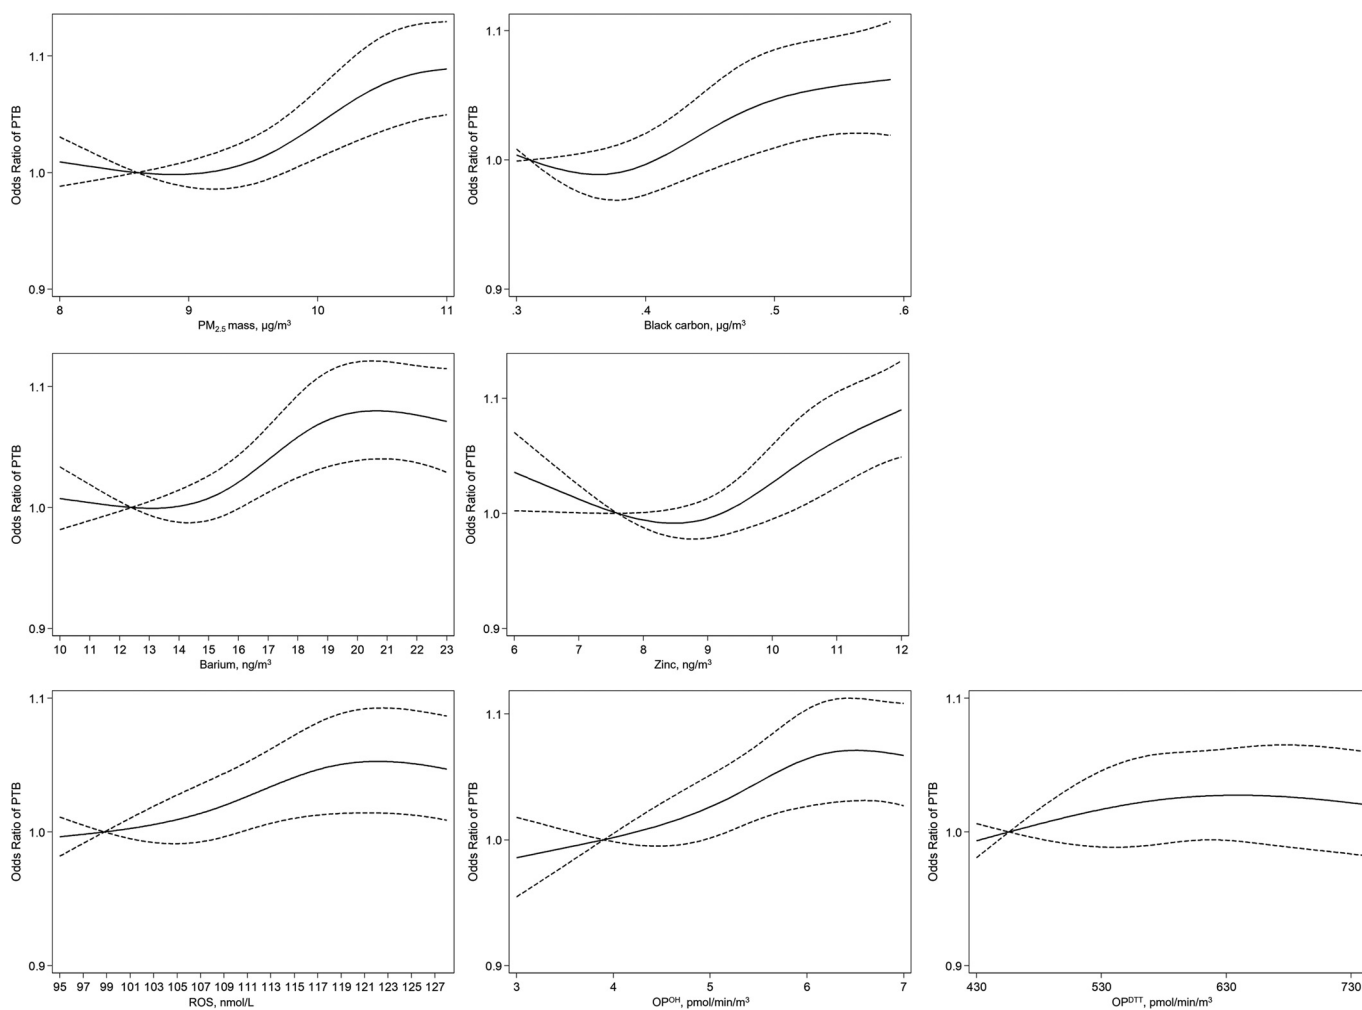 1.1
1.0
0.9
Odds Ratio of PTB
8 9 10 11
PM2.5 mass, µg/m³
1.1
1.0
0.9
Odds Ratio of PTB
.3 .4 .5 .6
Black carbon, µg/m³
1.1
1.0
0.9
Odds Ratio of PTB
10 11 12 13 14 15 16 17 18 19 20 21 22 23
Barium, ng/m³
1.1
1.0
0.9
Odds Ratio of PTB
6 7 8 9 10 11 12
Zinc, ng/m³
1.1
1.0
0.9
Odds Ratio of PTB
95 97 99 101 103 105 107 109 111 113 115 117 119 121 123 125 127
ROS, nmol/L
1.1
1.0
0.9
Odds Ratio of PTB
3 4 5 6 7
OPᴼᴴ, pmol/min/m³
1.1
1.0
0.9
Odds Ratio of PTB
430 530 630 730
OPᴰᵀᵀ, pmol/min/m³